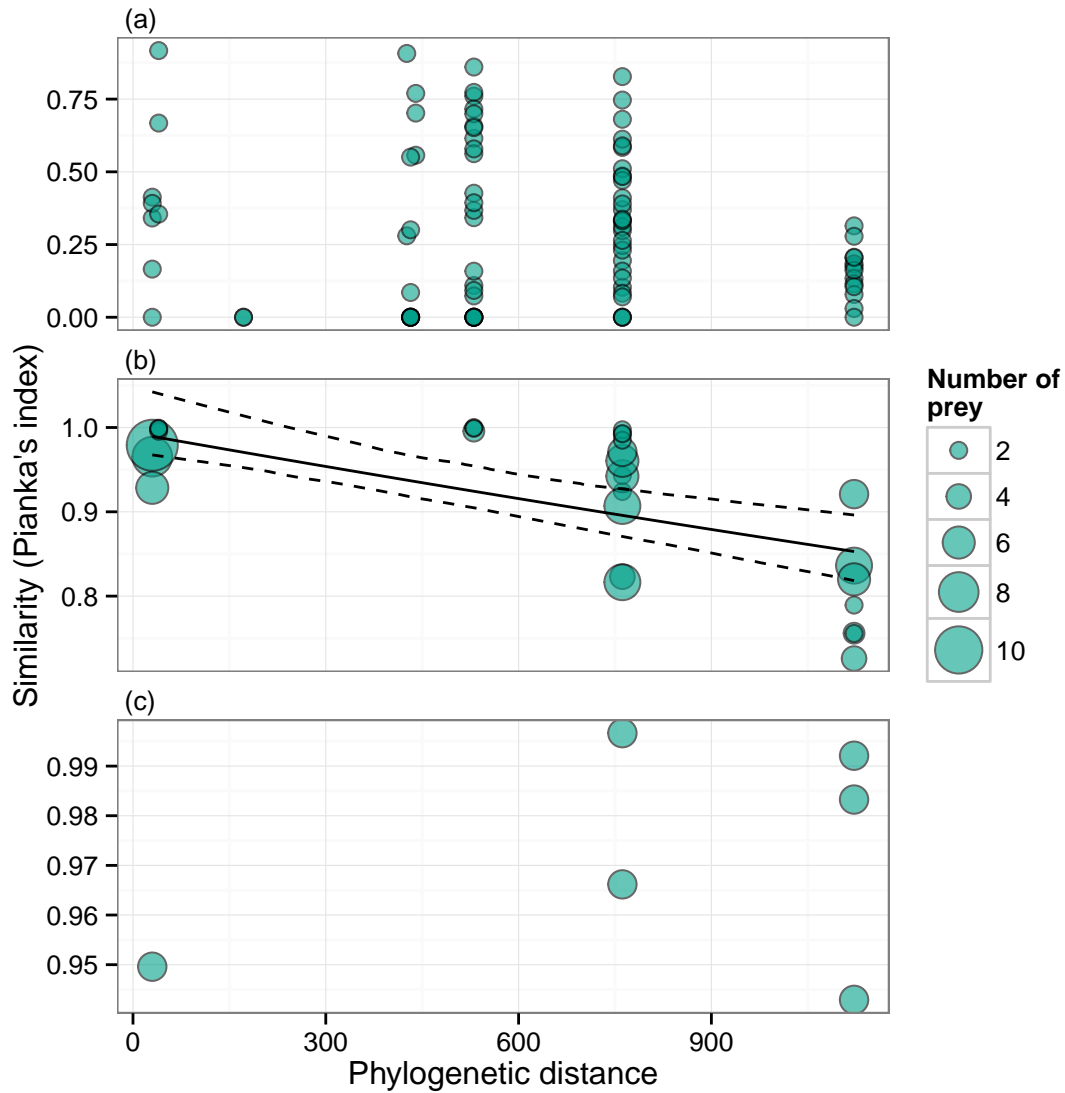 (a)
0.75
0.50
0.25
0.00
Similarity (Pianka's index)
(b)
1.0
0.9
0.8
Number of
prey
2
4
6
8
10
(c)
0.99
0.98
0.97
0.96
0.95
0 300 600 900
Phylogenetic distance